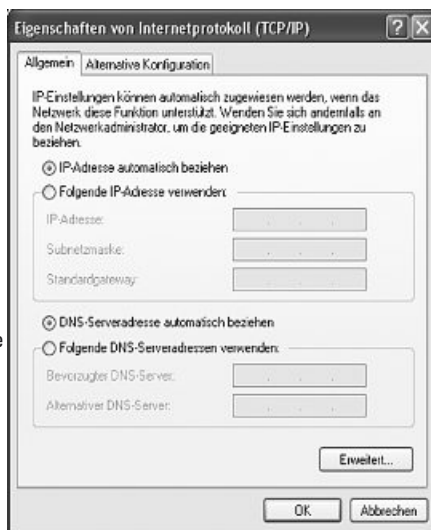 Eigenschaften von Internetprotokoll (TCP/IP)
Allgemein
Alternative Konfiguration
IP-Einstellungen können automatisch zugewiesen werden, wenn das
Netzwerk diese Funktion unterstützt. Wenden Sie sich andernfalls an
den Netzwerkadministrator, um die geeigneten IP-Einstellungen zu
beziehen.
IP-Adresse automatisch beziehen
Folgende IP-Adresse verwenden:
IP-Adresse:
Subnetzmaske:
Standardgateway:
DNS-Serveradresse automatisch beziehen
e
Folgende DNS-Serveradressen verwenden:
Bevorzugter DNS-Server:
Alternativer DNS-Server:
Erweitert...
OK
Abbrechen